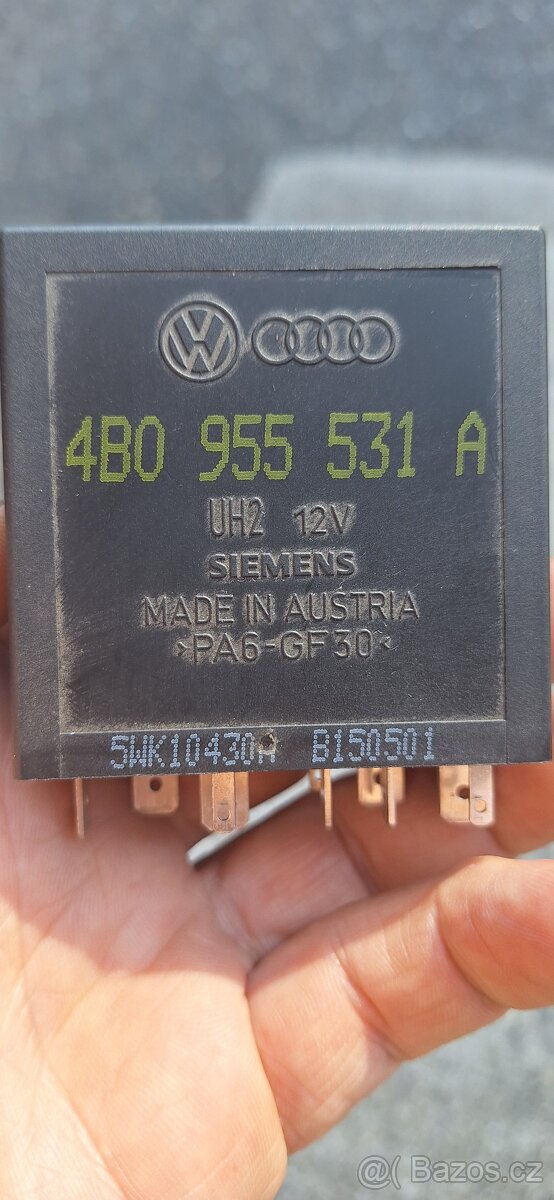 4B0 955 531 A
UH2 12V
SIEMENS
MADE IN AUSTRIA
>PA6-GF30<
5WK10430A B150501
@ Bazos.cz